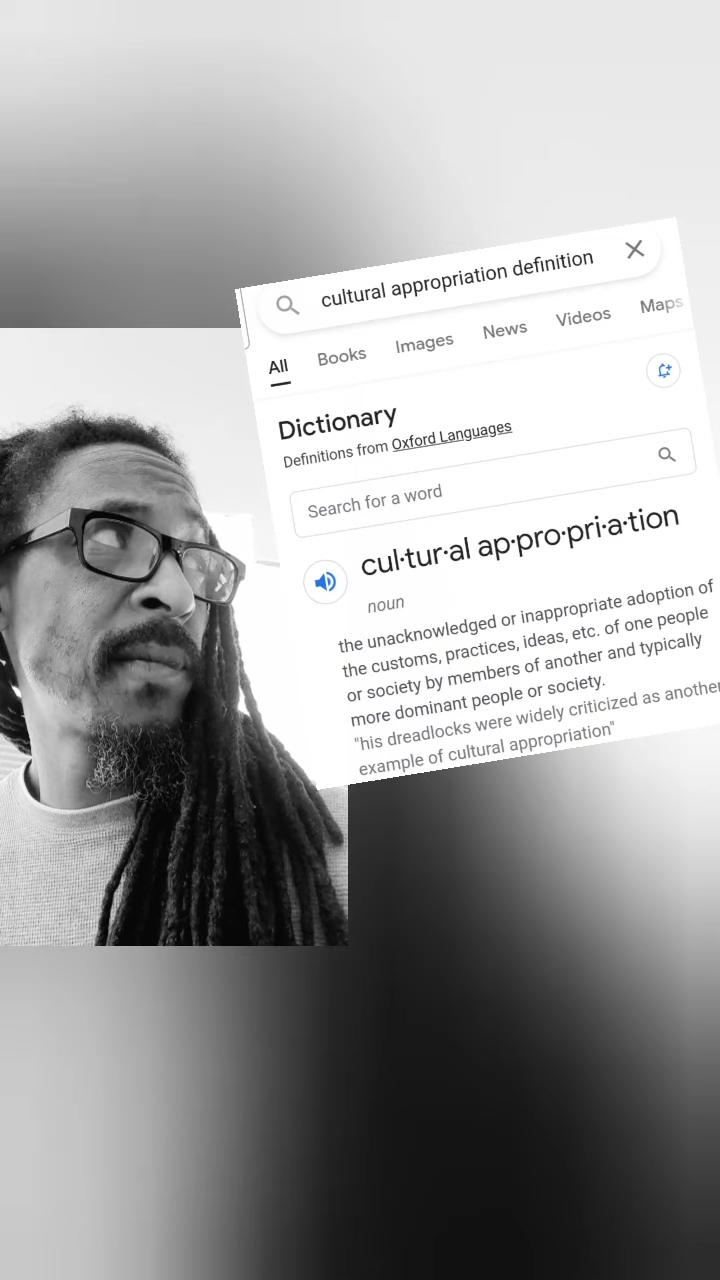 cultural appropriation definition
All Books Images News Videos Maps
Dictionary
Definitions from Oxford Languages
Search for a word
cul·tur·al ap·pro·pri·a·tion
noun
the unacknowledged or inappropriate adoption of
the customs, practices, ideas, etc. of one people
or society by members of another and typically
more dominant people or society.
"his dreadlocks were widely criticized as another
example of cultural appropriation"